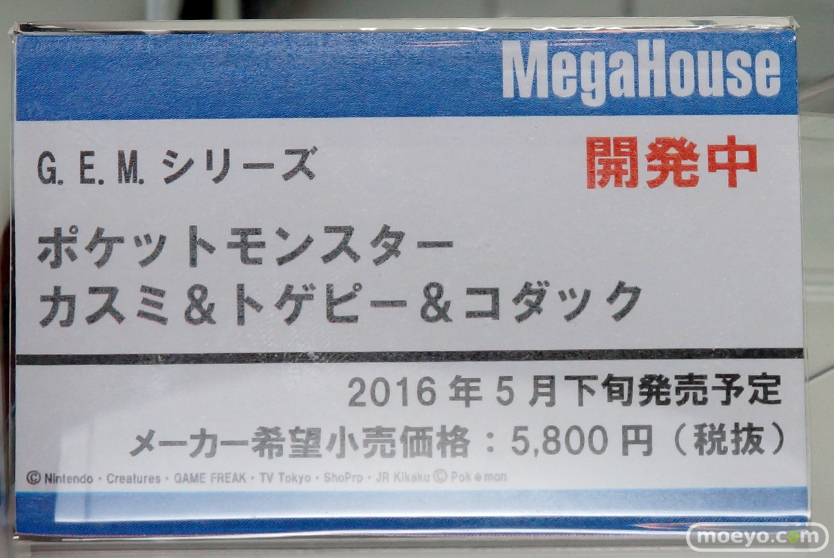 MegaHouse
G.E.M.シリーズ 開発中
ポケットモンスター
カスミ&トゲピー&コダック
2016年5月下旬発売予定
メーカー希望小売価格：5,800円（税抜）
©Nintendo・Creatures・GAME FREAK・TV Tokyo・ShoPro・JR Kikaku ©Pokémon
moeyo.com